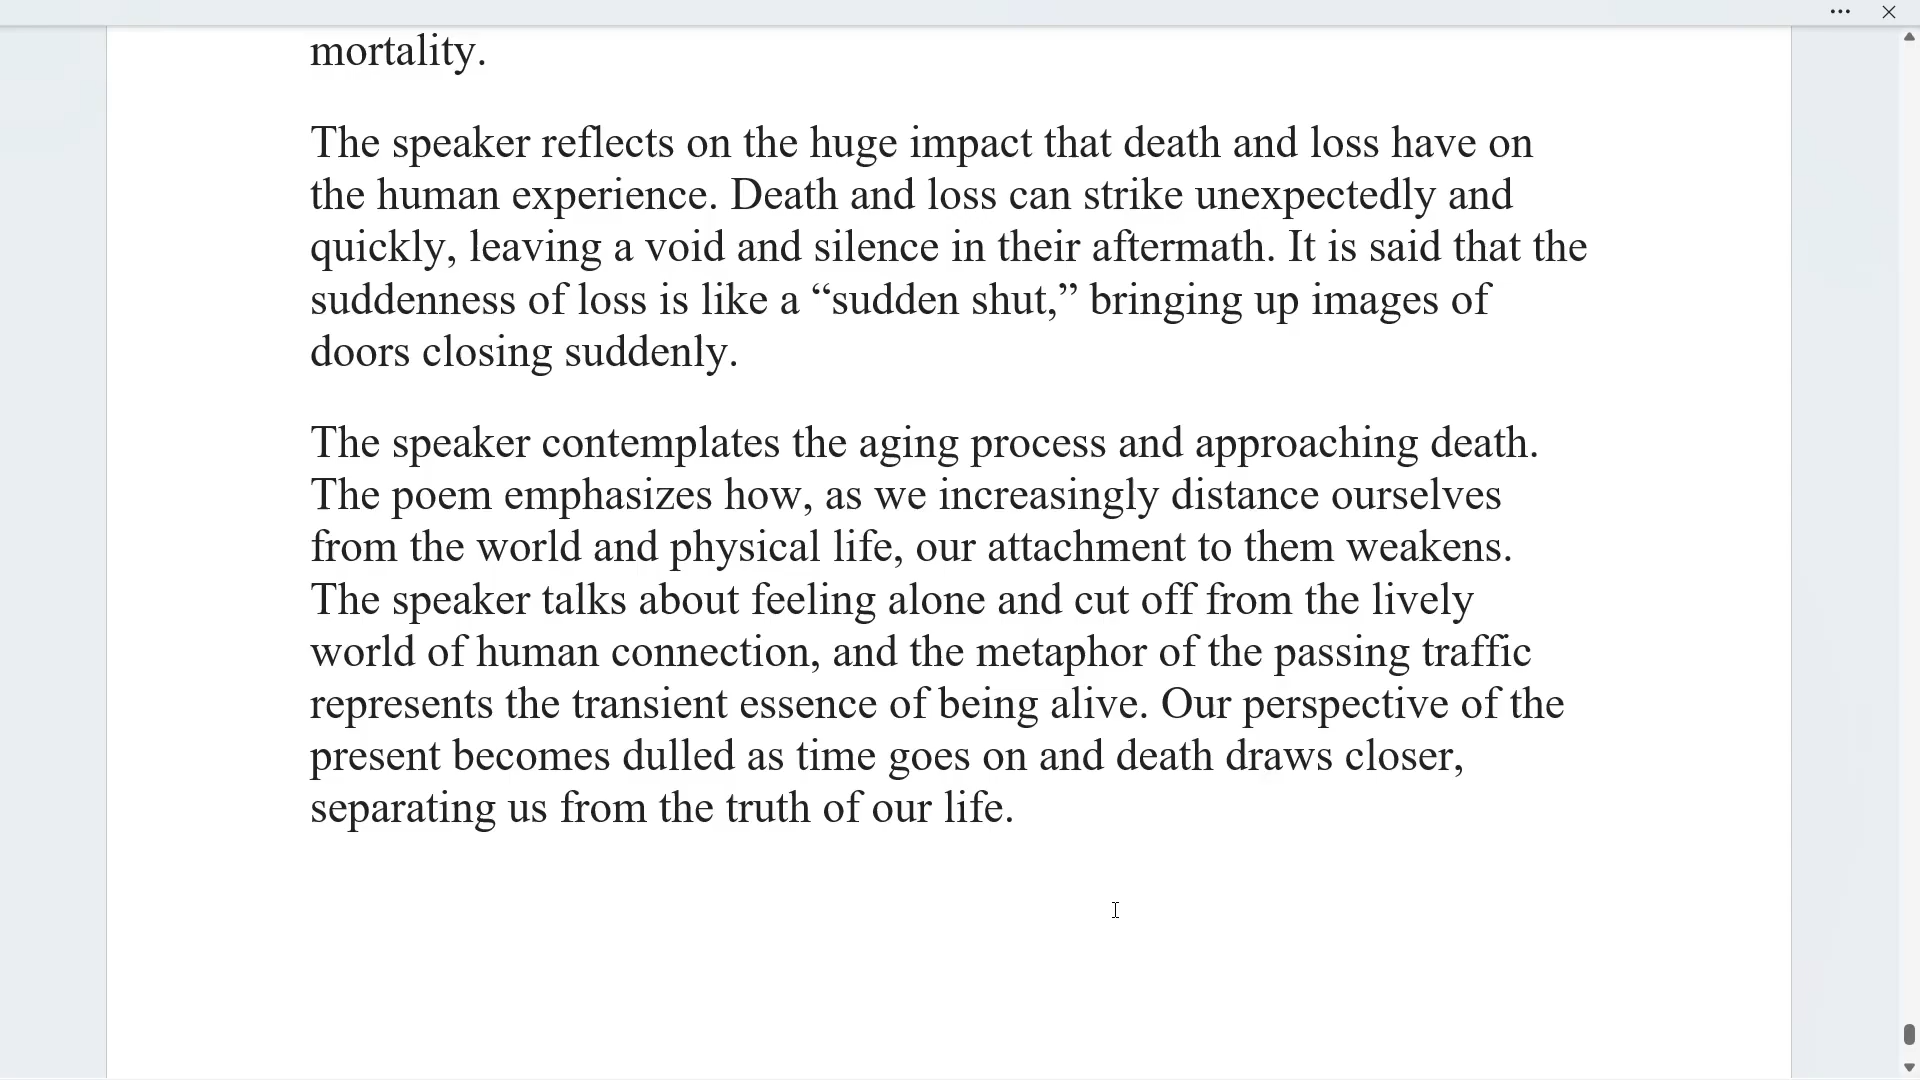 mortality.
The speaker reflects on the huge impact that death and loss have on
the human experience. Death and loss can strike unexpectedly and
quickly, leaving a void and silence in their aftermath. It is said that the
suddenness of loss is like a “sudden shut,” bringing up images of
doors closing suddenly.
The speaker contemplates the aging process and approaching death.
The poem emphasizes how, as we increasingly distance ourselves
from the world and physical life, our attachment to them weakens.
The speaker talks about feeling alone and cut off from the lively
world of human connection, and the metaphor of the passing traffic
represents the transient essence of being alive. Our perspective of the
present becomes dulled as time goes on and death draws closer,
separating us from the truth of our life.